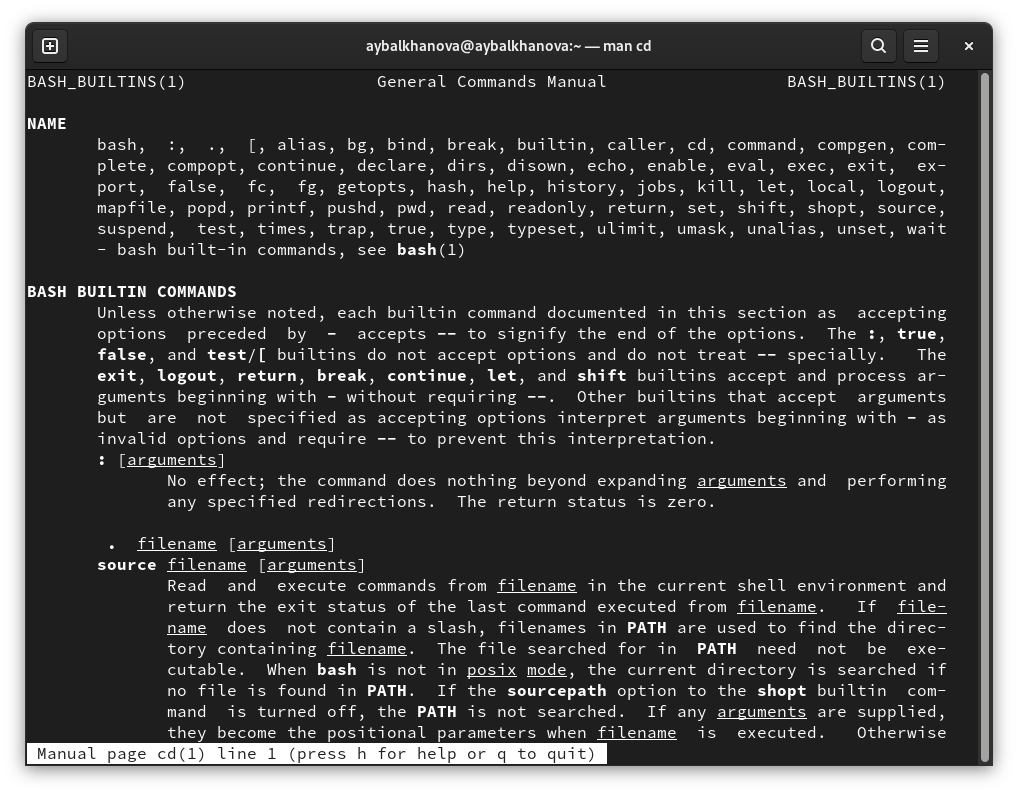 aybalkhanova@aybalkhanova:~ — man cd
BASH_BUILTINS(1) General Commands Manual BASH_BUILTINS(1)
NAME
bash, :, ., [, alias, bg, bind, break, builtin, caller, cd, command, compgen, com-
plete, compopt, continue, declare, dirs, disown, echo, enable, eval, exec, exit, ex-
port, false, fc, fg, getopts, hash, help, history, jobs, kill, let, local, logout,
mapfile, popd, printf, pushd, pwd, read, readonly, return, set, shift, shopt, source,
suspend, test, times, trap, true, type, typeset, ulimit, umask, unalias, unset, wait
- bash built-in commands, see bash(1)
BASH BUILTIN COMMANDS
Unless otherwise noted, each builtin command documented in this section as accepting
options preceded by - accepts -- to signify the end of the options. The :, true,
false, and test/[ builtins do not accept options and do not treat -- specially. The
exit, logout, return, break, continue, let, and shift builtins accept and process ar-
guments beginning with - without requiring --. Other builtins that accept arguments
but are not specified as accepting options interpret arguments beginning with - as
invalid options and require -- to prevent this interpretation.
: [arguments]
No effect; the command does nothing beyond expanding arguments and performing
any specified redirections. The return status is zero.
. filename [arguments]
source filename [arguments]
Read and execute commands from filename in the current shell environment and
return the exit status of the last command executed from filename. If file-
name does not contain a slash, filenames in PATH are used to find the direc-
tory containing filename. The file searched for in PATH need not be exe-
cutable. When bash is not in posix mode, the current directory is searched if
no file is found in PATH. If the sourcepath option to the shopt builtin com-
mand is turned off, the PATH is not searched. If any arguments are supplied,
they become the positional parameters when filename is executed. Otherwise
Manual page cd(1) line 1 (press h for help or q to quit)